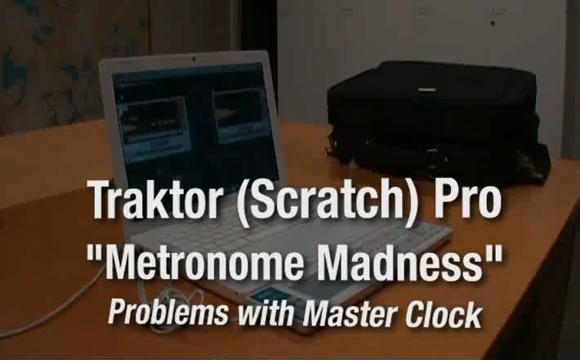 Traktor (Scratch) Pro
"Metronome Madness"
Problems with Master Clock